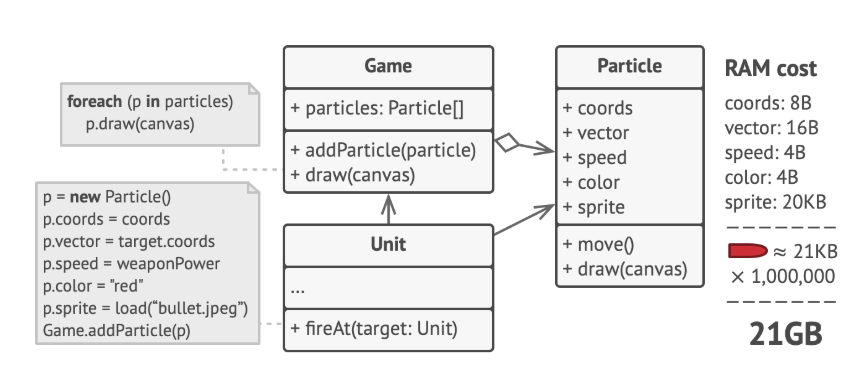 foreach (p in particles)
p.draw(canvas)
p = new Particle()
p.coords = coords
p.vector = target.coords
p.speed = weaponPower
p.color = "red"
p.sprite = load(“bullet.jpeg”)
Game.addParticle(p)
Game
+ particles: Particle[]
+ addParticle(particle)
+ draw(canvas)
Unit
...
+ fireAt(target: Unit)
Particle
+ coords
+ vector
+ speed
+ color
+ sprite
+ move()
+ draw(canvas)
RAM cost
coords: 8B
vector: 16B
speed: 4B
color: 4B
sprite: 20KB
≈ 21KB
× 1,000,000
21GB